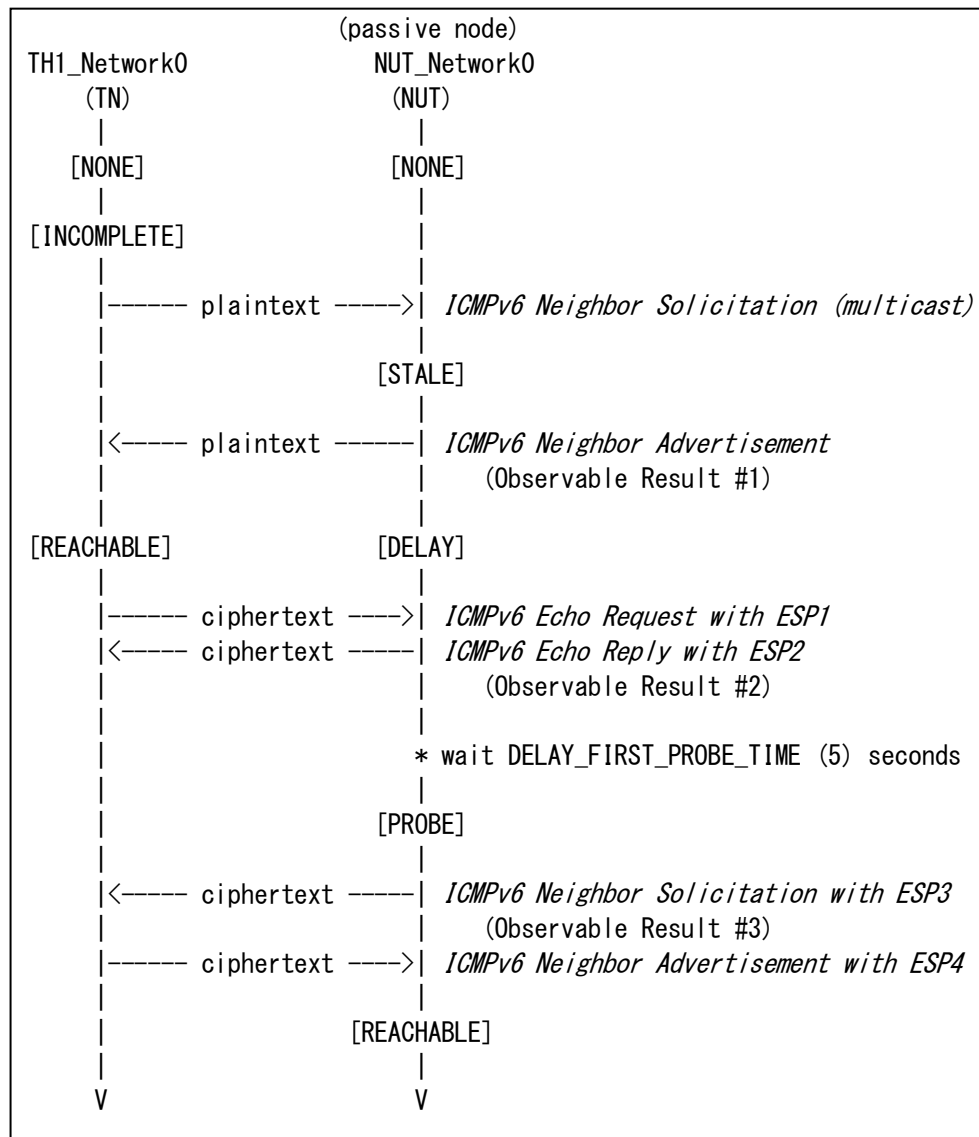 (passive node)
TH1_Network0 NUT_Network0
(TN) (NUT)
| |
[NONE] [NONE]
| |
[INCOMPLETE] |
| |
|------ plaintext ----->| ICMPv6 Neighbor Solicitation (multicast)
| |
| [STALE]
| |
|<----- plaintext ------| ICMPv6 Neighbor Advertisement
| | (Observable Result #1)
| |
[REACHABLE] [DELAY]
| |
|------ ciphertext ---->| ICMPv6 Echo Request with ESP1
|<----- ciphertext -----| ICMPv6 Echo Reply with ESP2
| | (Observable Result #2)
| |
| * wait DELAY_FIRST_PROBE_TIME (5) seconds
| |
| [PROBE]
| |
|<----- ciphertext -----| ICMPv6 Neighbor Solicitation with ESP3
| | (Observable Result #3)
|------ ciphertext ---->| ICMPv6 Neighbor Advertisement with ESP4
| |
| [REACHABLE]
| |
V V